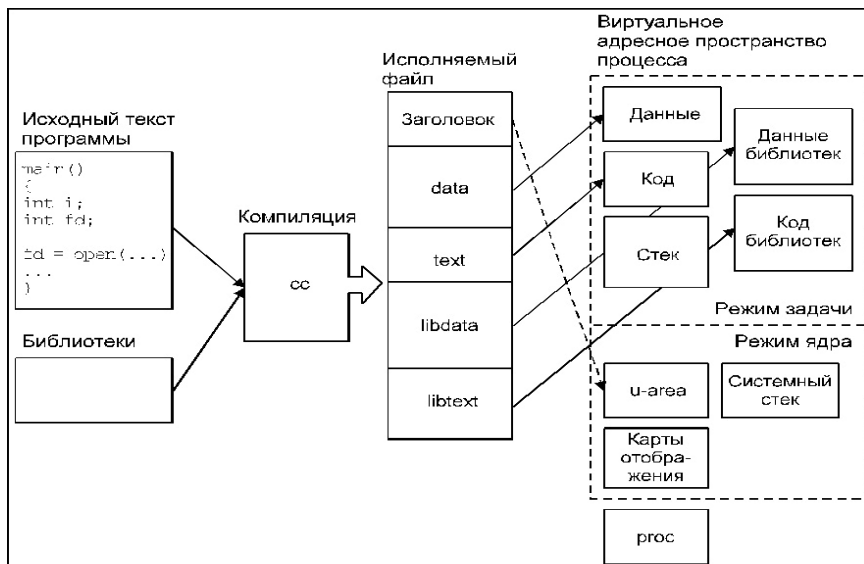 Виртуальное
адресное пространство
процесса
Исполняемый
файл
Исходный текст
программы
main()
{
int i;
int fd;
fd = open(...)
...
}
Библиотеки
Компиляция
cc
Заголовок
data
text
libdata
libtext
Данные
Код
Стек
Данные
библиотек
Код
библиотек
Режим задачи
Режим ядра
u-area
Системный
стек
Карты
отобра-
жения
proc